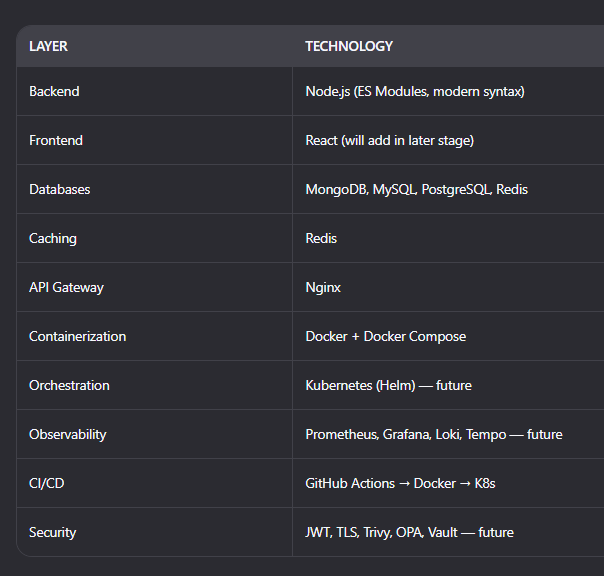 LAYER TECHNOLOGY
Backend Node.js (ES Modules, modern syntax)
Frontend React (will add in later stage)
Databases MongoDB, MySQL, PostgreSQL, Redis
Caching Redis
API Gateway Nginx
Containerization Docker + Docker Compose
Orchestration Kubernetes (Helm) — future
Observability Prometheus, Grafana, Loki, Tempo — future
CI/CD GitHub Actions → Docker → K8s
Security JWT, TLS, Trivy, OPA, Vault — future